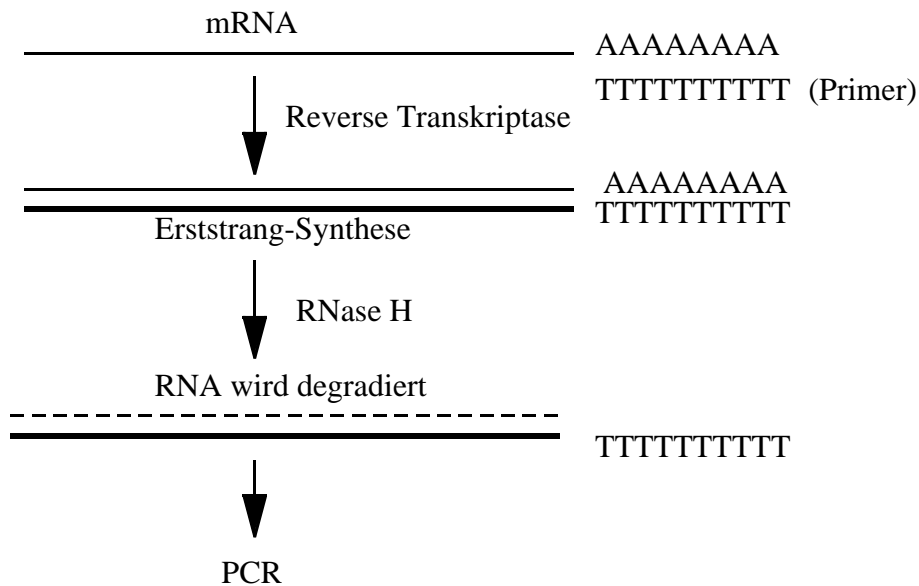 mRNA
AAAAAAAA
TTTTTTTTTT (Primer)
Reverse Transkriptase
AAAAAAAA
TTTTTTTTTT
Erststrang-Synthese
RNase H
RNA wird degradiert
TTTTTTTTTT
PCR